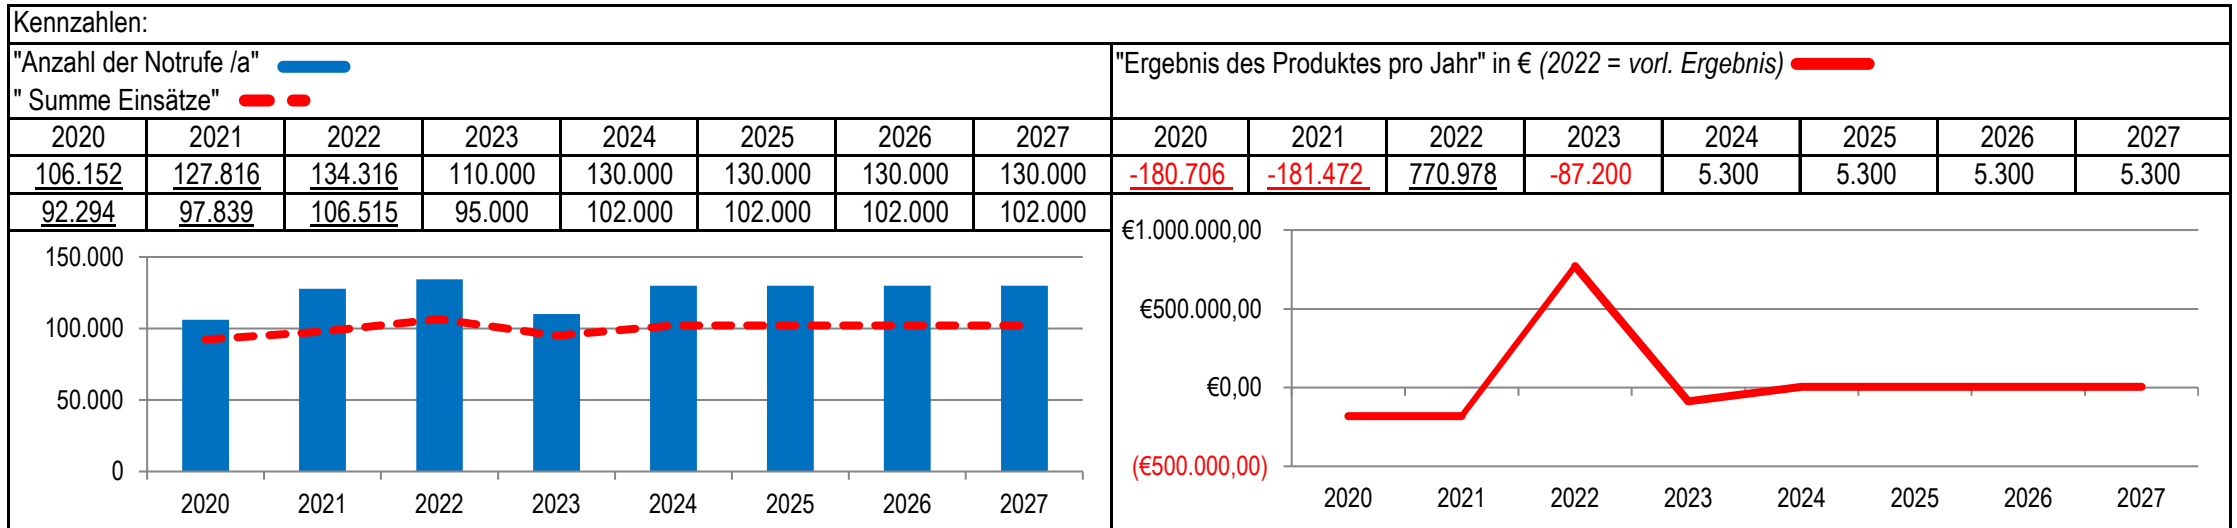 Kennzahlen:
"Anzahl der Notrufe /a"
" Summe Einsätze"
2020 2021 2022 2023 2024 2025 2026 2027
106.152 127.816 134.316 110.000 130.000 130.000 130.000 130.000
92.294 97.839 106.515 95.000 102.000 102.000 102.000 102.000
150.000
100.000
50.000
0
2020 2021 2022 2023 2024 2025 2026 2027
"Ergebnis des Produktes pro Jahr" in € (2022 = vorl. Ergebnis)
2020 2021 2022 2023 2024 2025 2026 2027
-180.706 -181.472 770.978 -87.200 5.300 5.300 5.300 5.300
€1.000.000,00
€500.000,00
€0,00
(€500.000,00)
2020 2021 2022 2023 2024 2025 2026 2027